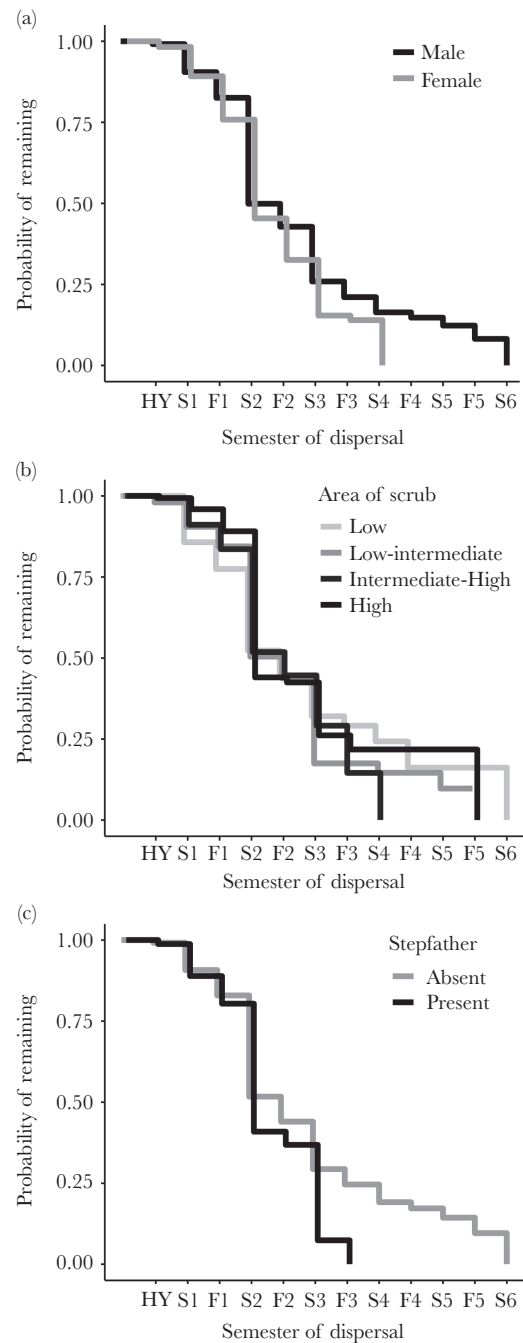 (a)
1.00
0.75
0.50
0.25
0.00
Probability of remaining
Male
Female
HY S1 F1 S2 F2 S3 F3 S4 F4 S5 F5 S6
Semester of dispersal
(b)
1.00
0.75
0.50
0.25
0.00
Probability of remaining
Area of scrub
Low
Low-intermediate
Intermediate-High
High
HY S1 F1 S2 F2 S3 F3 S4 F4 S5 F5 S6
Semester of dispersal
(c)
1.00
0.75
0.50
0.25
0.00
Probability of remaining
Stepfather
Absent
Present
HY S1 F1 S2 F2 S3 F3 S4 F4 S5 F5 S6
Semester of dispersal